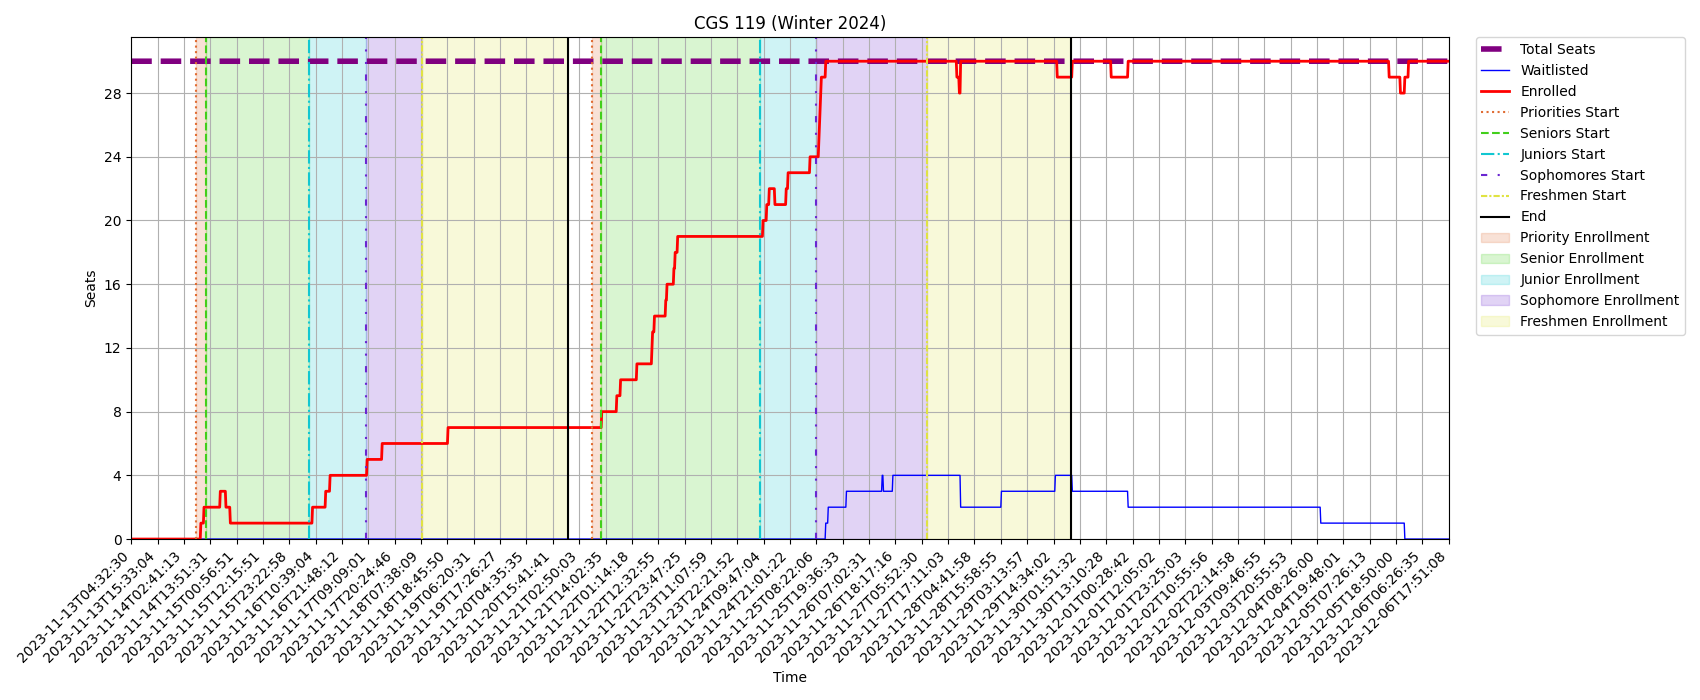 CGS 119 (Winter 2024)
Seats
28
24
20
16
12
8
4
0
2023-11-13T04:32:30
2023-11-13T15:33:04
2023-11-14T02:41:13
2023-11-14T13:51:31
2023-11-15T00:56:51
2023-11-15T12:15:51
2023-11-15T23:22:58
2023-11-16T10:39:04
2023-11-16T21:48:12
2023-11-17T09:09:01
2023-11-17T20:24:46
2023-11-18T07:38:09
2023-11-18T18:45:50
2023-11-19T06:20:31
2023-11-19T17:26:27
2023-11-20T04:35:35
2023-11-20T15:41:41
2023-11-21T02:50:03
2023-11-21T14:02:35
2023-11-22T01:14:18
2023-11-22T12:32:55
2023-11-22T23:47:25
2023-11-23T11:07:59
2023-11-23T22:21:52
2023-11-24T09:47:04
2023-11-24T21:01:22
2023-11-25T08:22:06
2023-11-25T19:36:33
2023-11-26T07:02:31
2023-11-26T18:17:16
2023-11-27T05:52:30
2023-11-27T17:11:03
2023-11-28T04:41:58
2023-11-28T15:58:55
2023-11-29T03:13:57
2023-11-29T14:34:02
2023-11-30T01:51:32
2023-11-30T13:10:28
2023-12-01T00:28:42
2023-12-01T12:05:02
2023-12-01T23:25:03
2023-12-02T10:55:56
2023-12-02T22:14:58
2023-12-03T09:46:55
2023-12-03T20:55:53
2023-12-04T08:26:00
2023-12-04T19:48:01
2023-12-05T07:26:13
2023-12-05T18:50:00
2023-12-06T06:26:35
2023-12-06T17:51:08
Time
Total Seats
Waitlisted
Enrolled
Priorities Start
Seniors Start
Juniors Start
Sophomores Start
Freshmen Start
End
Priority Enrollment
Senior Enrollment
Junior Enrollment
Sophomore Enrollment
Freshmen Enrollment